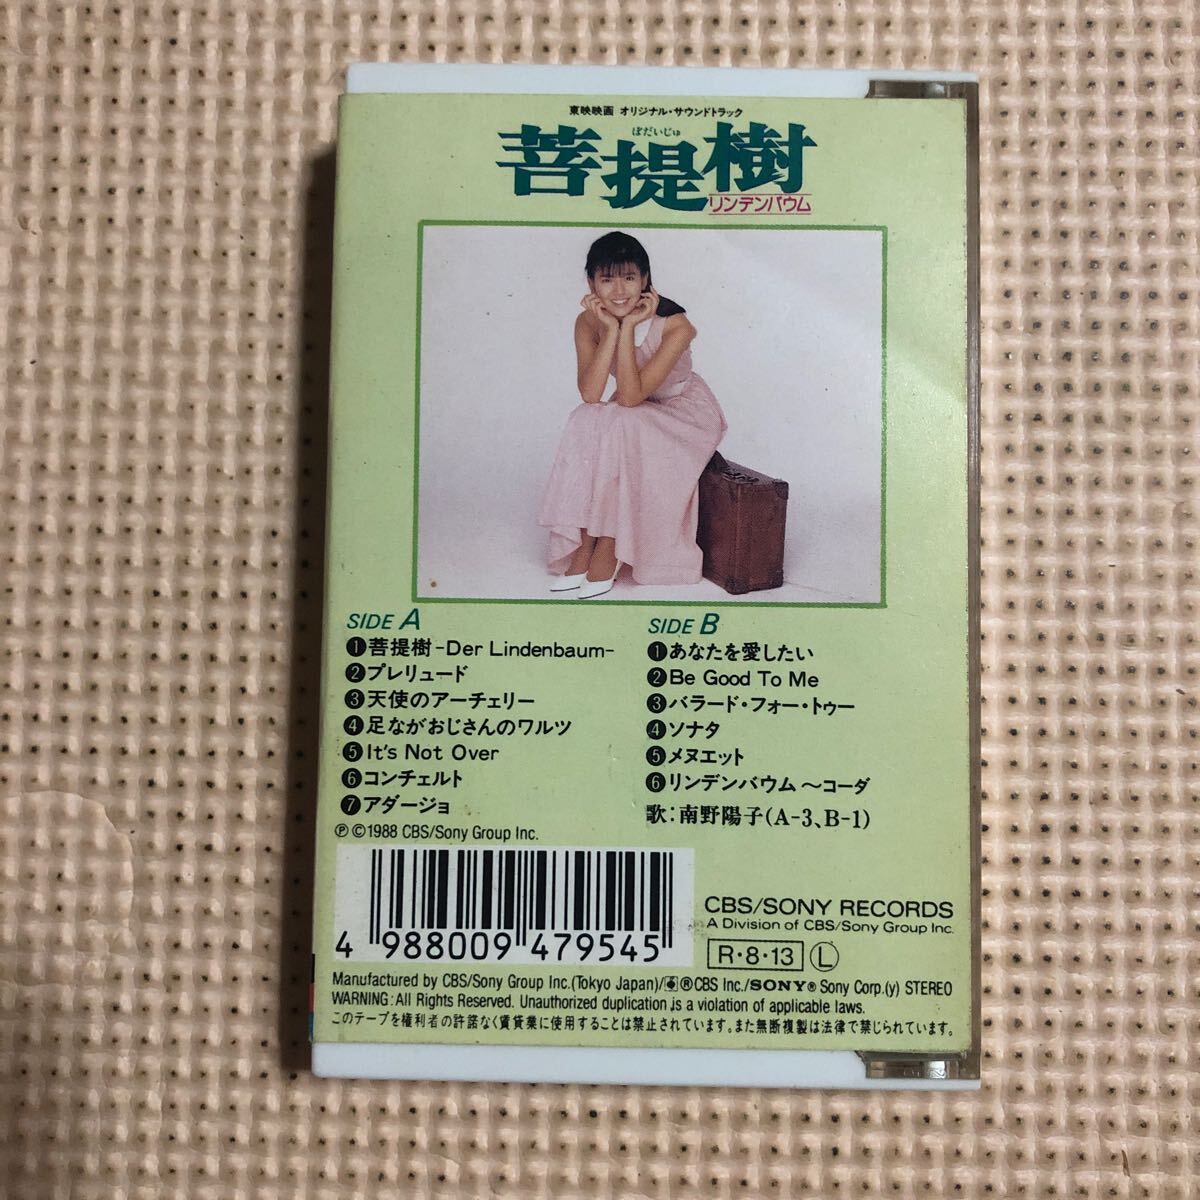 東映映画 オリジナル・サウンドトラック
ぼだいじゅ
菩提樹
リンデンバウム
SIDE A
❶菩提樹-Der Lindenbaum-
❷プレリュード
❸天使のアーチェリー
❹足ながおじさんのワルツ
❺It's Not Over
❻コンチェルト
❼アダージョ
SIDE B
❶あなたを愛したい
❷Be Good To Me
❸バラード・フォー・トゥー
❹ソナタ
❺メヌエット
❻リンデンバウム〜コーダ
歌:南野陽子(A-3、B-1)
Ⓟ©1988 CBS/Sony Group Inc.
4 988009 479545
CBS/SONY RECORDS
A Division of CBS/Sony Group Inc.
R・8・13 Ⓛ
Manufactured by CBS/Sony Group Inc.(Tokyo Japan)/®CBS Inc./SONY® Sony Corp.(y) STEREO
WARNING: All Rights Reserved. Unauthorized duplication is a violation of applicable laws.
このテープを権利者の許諾なく賃貸業に使用することは禁止されています。また無断複製は法律で禁じられています。